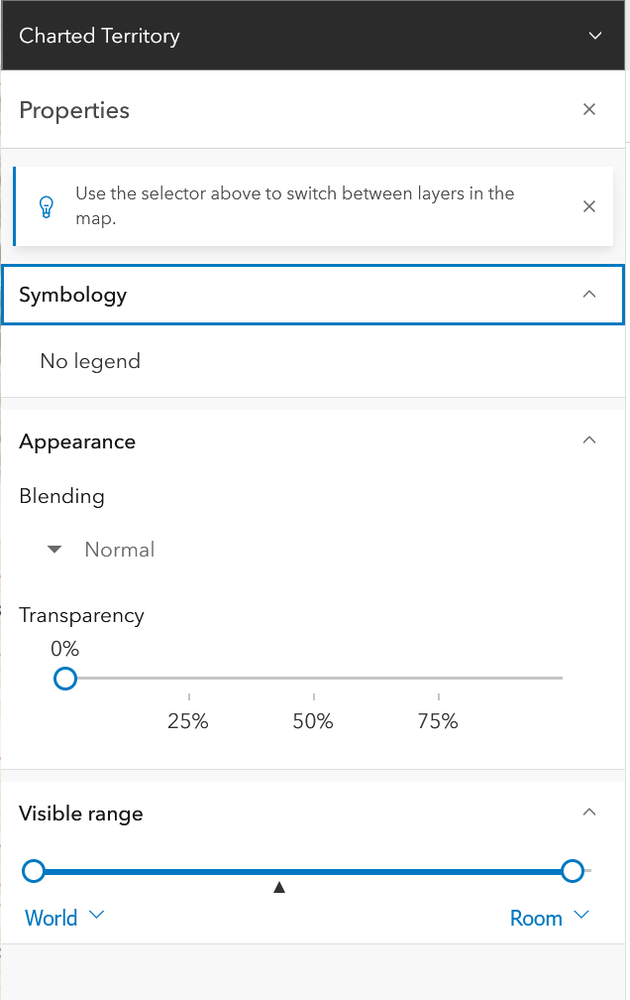 Charted Territory
Properties
Use the selector above to switch between layers in the
map.
Symbology
No legend
Appearance
Blending
Normal
Transparency
0%
25% 50% 75%
Visible range
World Room